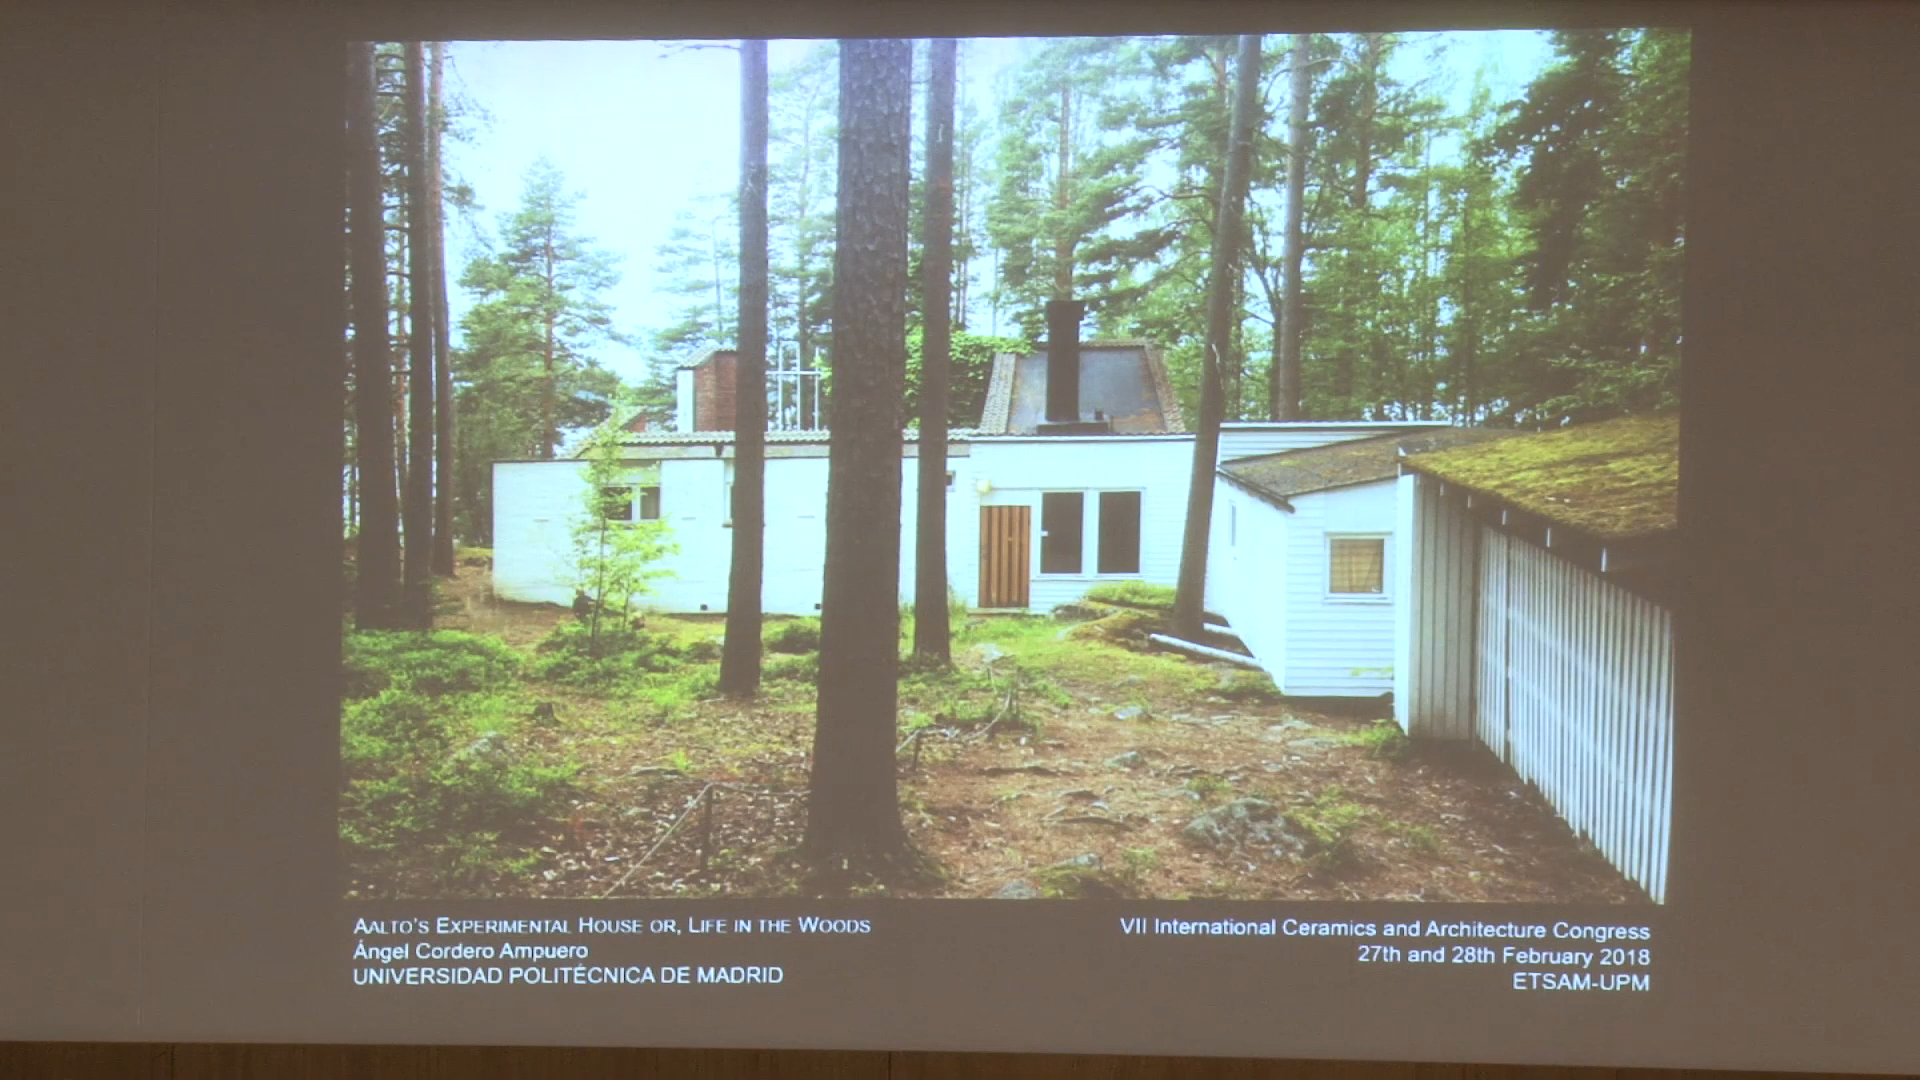 AALTO'S EXPERIMENTAL HOUSE OR, LIFE IN THE WOODS
Ángel Cordero Ampuero
UNIVERSIDAD POLITÉCNICA DE MADRID
VII International Ceramics and Architecture Congress
27th and 28th February 2018
ETSAM-UPM